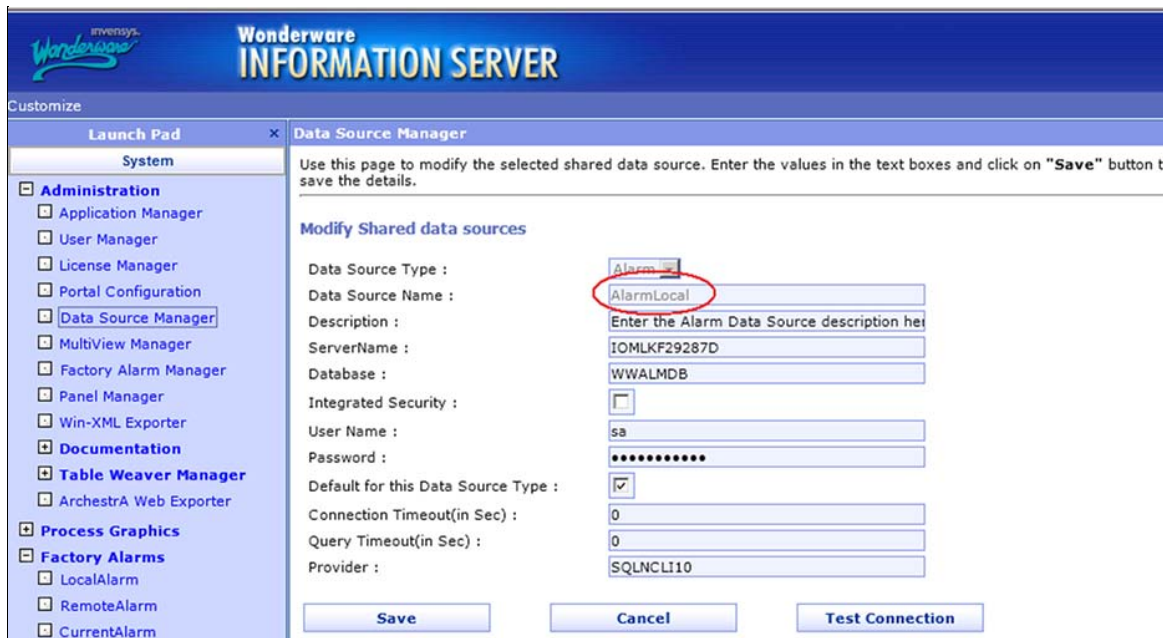 invensys.
Wonderware
Wonderware
INFORMATION SERVER
Customize
Launch Pad ×
System
Administration
Application Manager
User Manager
License Manager
Portal Configuration
Data Source Manager
MultiView Manager
Factory Alarm Manager
Panel Manager
Win-XML Exporter
Documentation
Table Weaver Manager
ArchestrA Web Exporter
Process Graphics
Factory Alarms
LocalAlarm
RemoteAlarm
CurrentAlarm
Data Source Manager
Use this page to modify the selected shared data source. Enter the values in the text boxes and click on "Save" button t
save the details.
Modify Shared data sources
Data Source Type : Alarm
Data Source Name : AlarmLocal
Description : Enter the Alarm Data Source description her
ServerName : IOMLKF29287D
Database : WWALMDB
Integrated Security :
User Name : sa
Password : •••••••••••
Default for this Data Source Type :
Connection Timeout(in Sec) : 0
Query Timeout(in Sec) : 0
Provider : SQLNCLI10
Save Cancel Test Connection